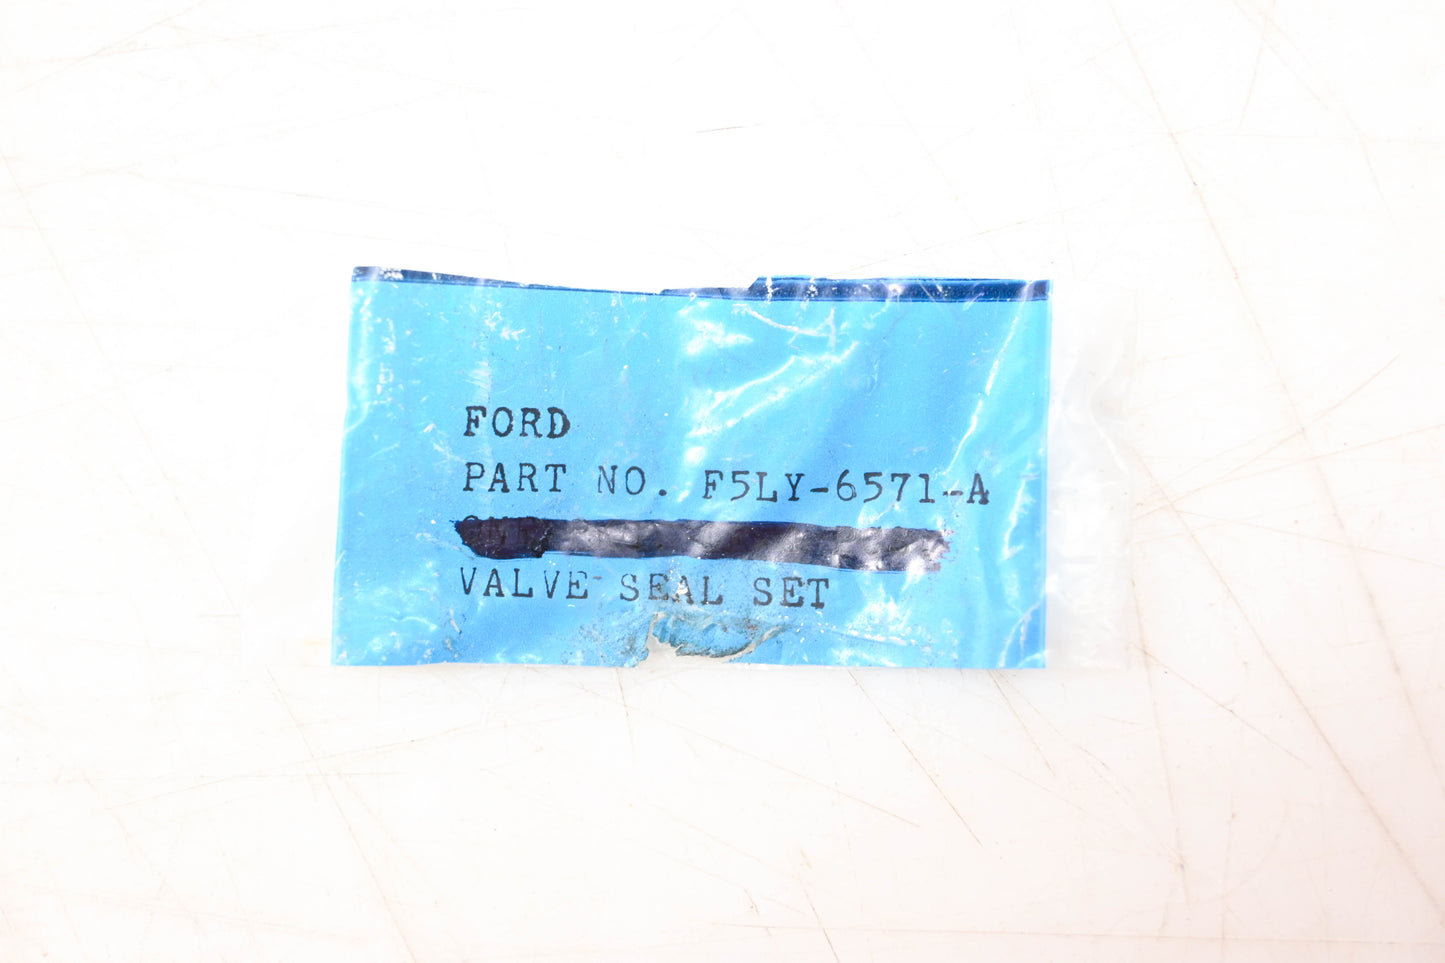 FORD
PART NO. F5LY-6571-A
VALVE SEAL SET